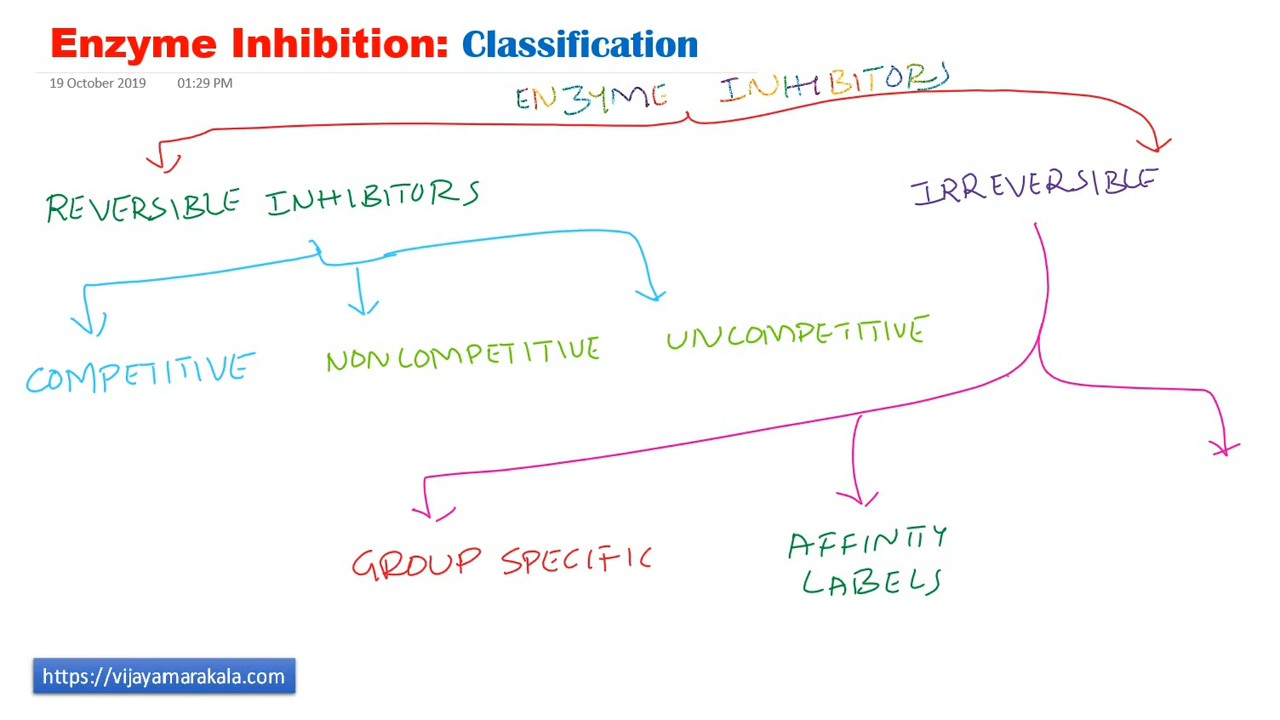 Enzyme Inhibition: Classification
19 October 2019 01:29 PM
ENZYME INHIBITORS
REVERSIBLE INHIBITORS
IRREVERSIBLE
COMPETITIVE
NONCOMPETITIVE
UNCOMPETITIVE
GROUP SPECIFIC
AFFINITY
LABELS
https://vijayamarakala.com